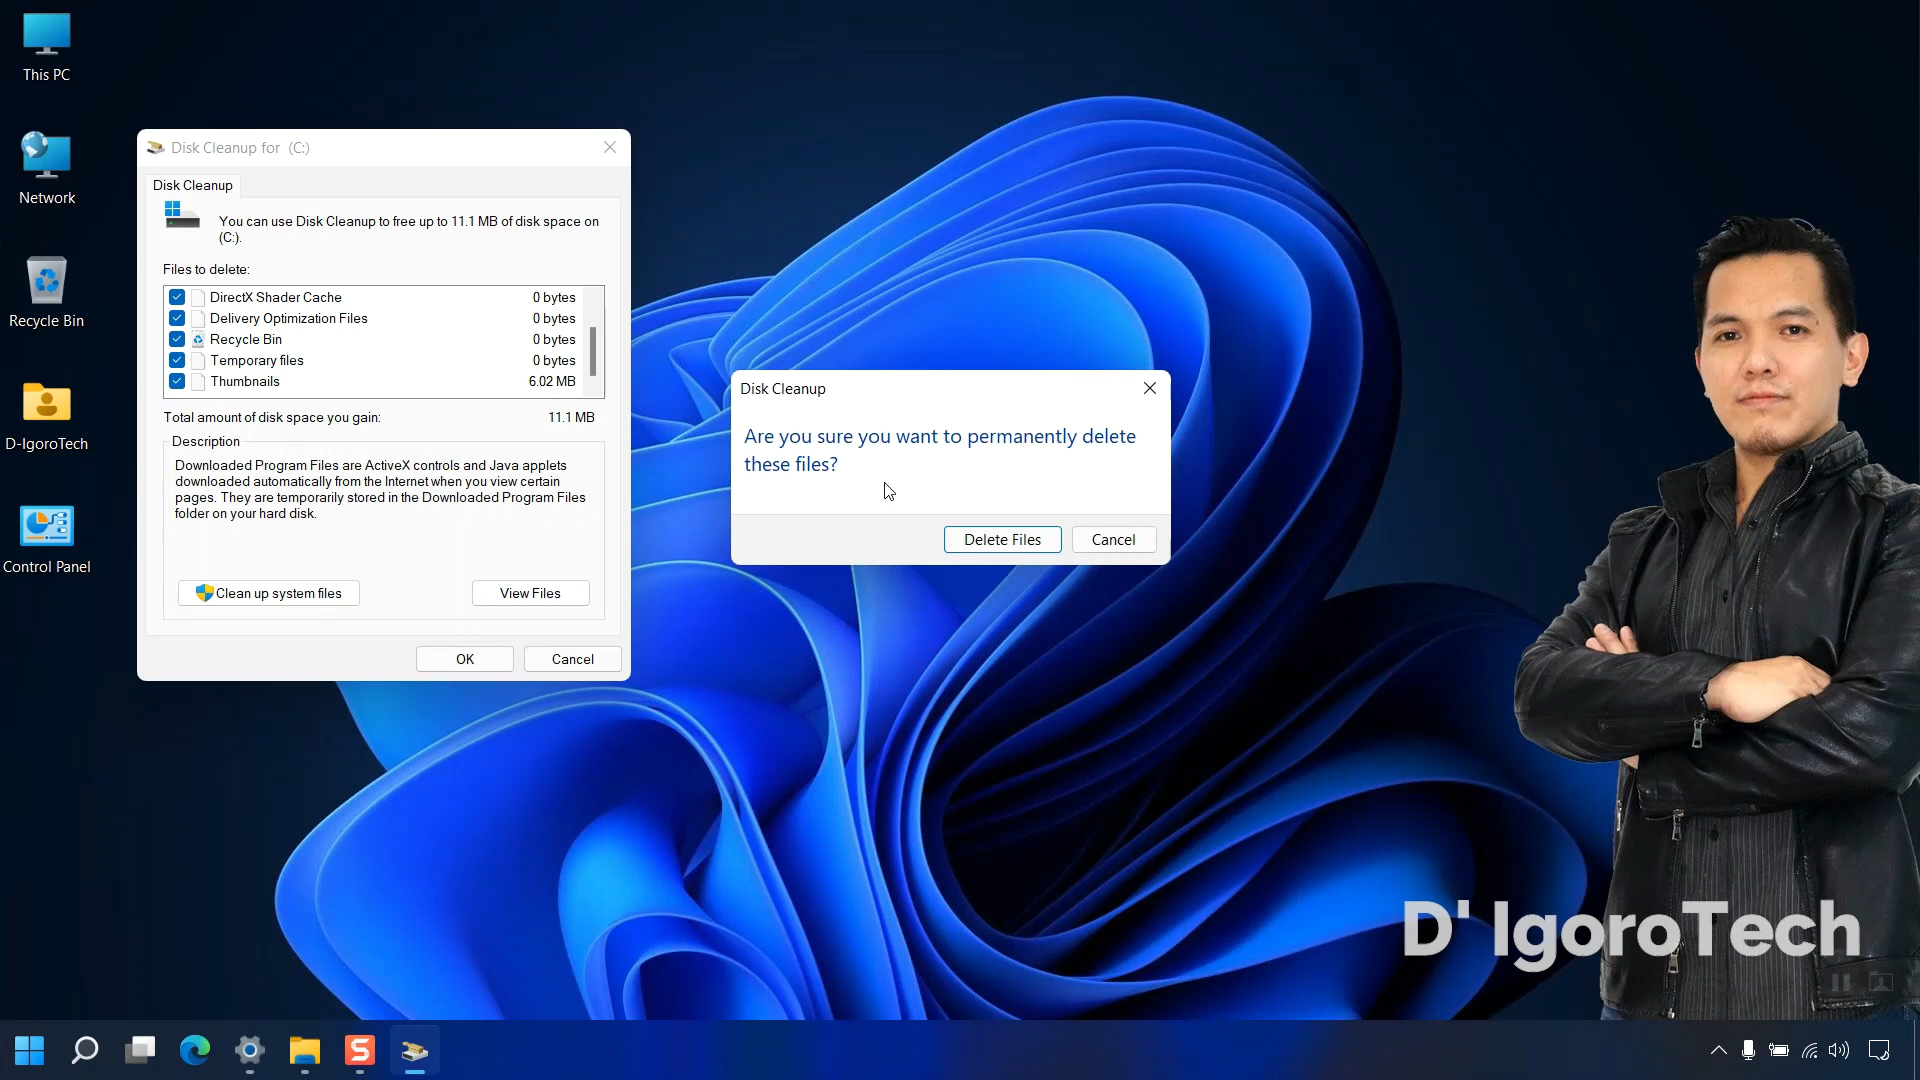 This PC
Network
Recycle Bin
D-IgoroTech
Control Panel
Disk Cleanup for (C:)
Disk Cleanup
You can use Disk Cleanup to free up to 11.1 MB of disk space on
(C:).
Files to delete:
DirectX Shader Cache 0 bytes
Delivery Optimization Files 0 bytes
Recycle Bin 0 bytes
Temporary files 0 bytes
Thumbnails 6.02 MB
Total amount of disk space you gain: 11.1 MB
Description
Downloaded Program Files are ActiveX controls and Java applets
downloaded automatically from the Internet when you view certain
pages. They are temporarily stored in the Downloaded Program Files
folder on your hard disk.
Clean up system files View Files
OK Cancel
Disk Cleanup
Are you sure you want to permanently delete
these files?
Delete Files Cancel
D' IgoroTech